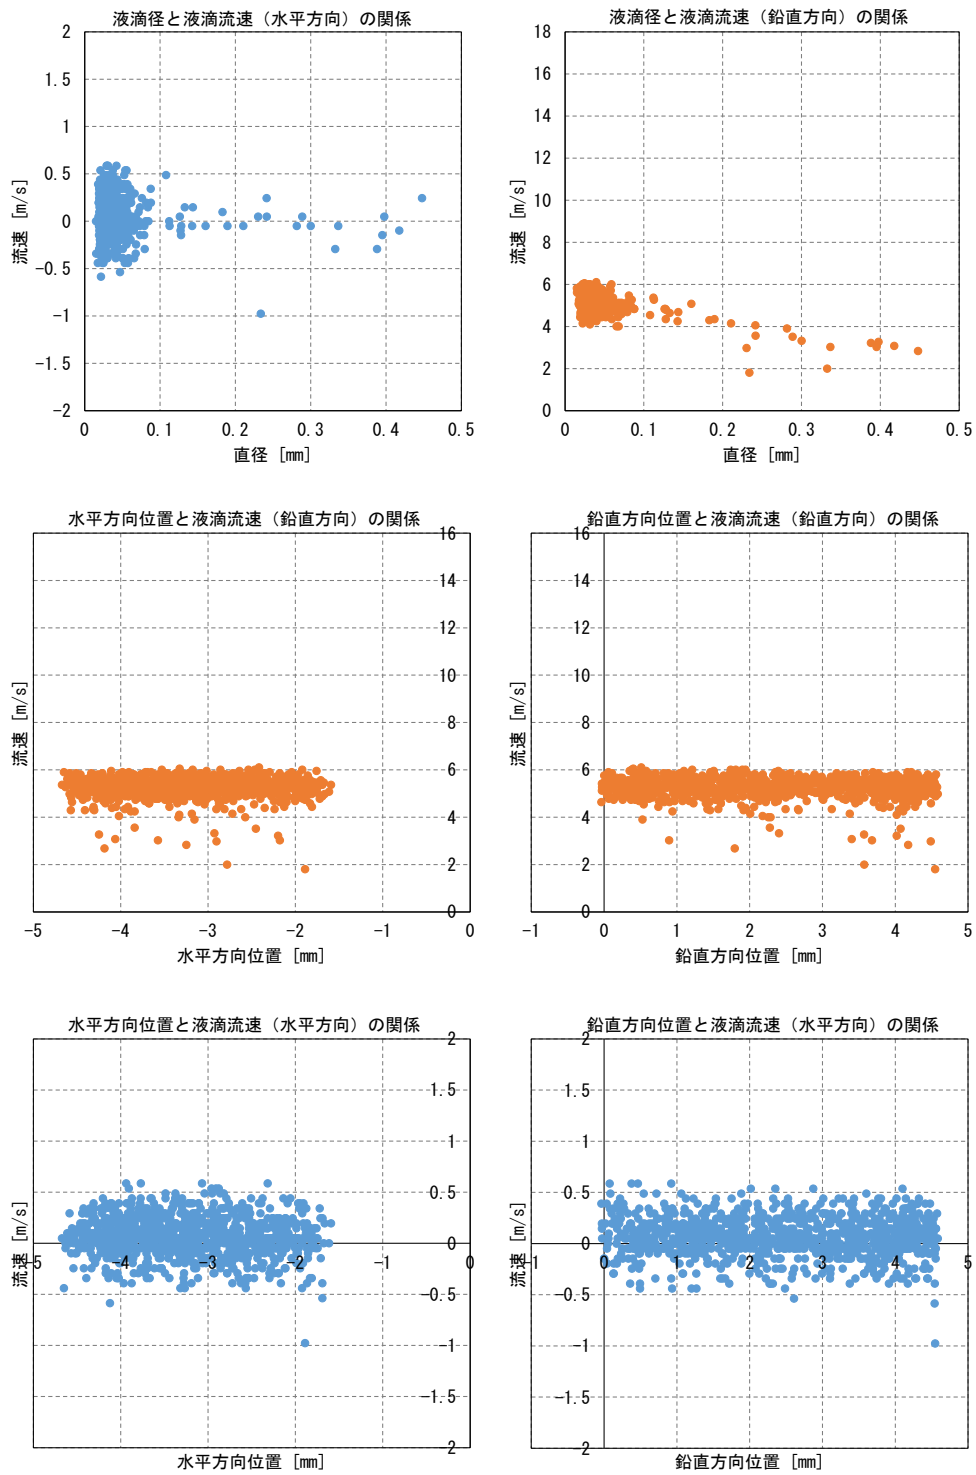 液滴径と液滴流速（水平方向）の関係
2
1.5
1
0.5
0
-0.5
-1
-1.5
-2
流速 [m/s]
0 0.1 0.2 0.3 0.4 0.5
直径 [mm]
液滴径と液滴流速（鉛直方向）の関係
18
16
14
12
10
8
6
4
2
0
流速 [m/s]
0 0.1 0.2 0.3 0.4 0.5
直径 [mm]
水平方向位置と液滴流速（鉛直方向）の関係
16
14
12
10
8
6
4
2
0
流速 [m/s]
-5 -4 -3 -2 -1 0
水平方向位置 [mm]
鉛直方向位置と液滴流速（鉛直方向）の関係
16
14
12
10
8
6
4
2
0
流速 [m/s]
-1 0 1 2 3 4 5
鉛直方向位置 [mm]
水平方向位置と液滴流速（水平方向）の関係
2
1.5
1
0.5
0
-0.5
-1
-1.5
-2
流速 [m/s]
-5 -4 -3 -2 -1 0
水平方向位置 [mm]
鉛直方向位置と液滴流速（水平方向）の関係
2
1.5
1
0.5
0
-0.5
-1
-1.5
-2
流速 [m/s]
-1 0 1 2 3 4 5
鉛直方向位置 [mm]